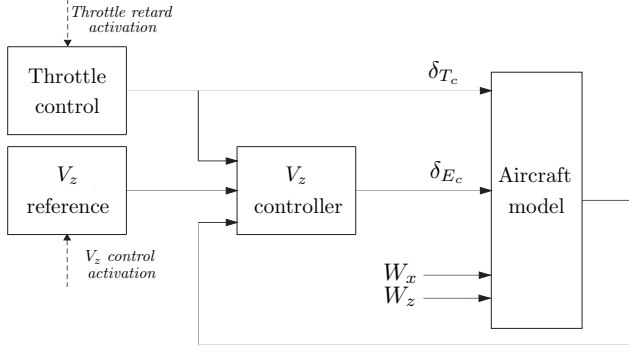 Throttle retard
activation
Throttle
control
δ_{T_c}
V_z
reference
V_z
controller
δ_{E_c}
Aircraft
model
V_z control
activation
W_x
W_z